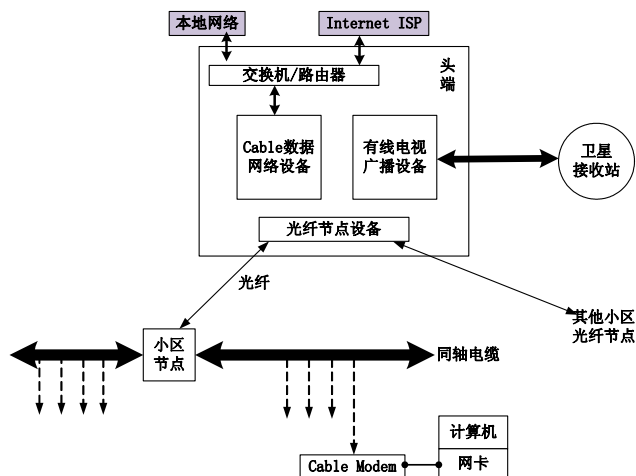 本地网络
Internet ISP
交换机/路由器
头
端
Cable数据
网络设备
有线电视
广播设备
卫星
接收站
光纤节点设备
光纤
其他小区
光纤节点
小区
节点
同轴电缆
计算机
Cable Modem
网卡